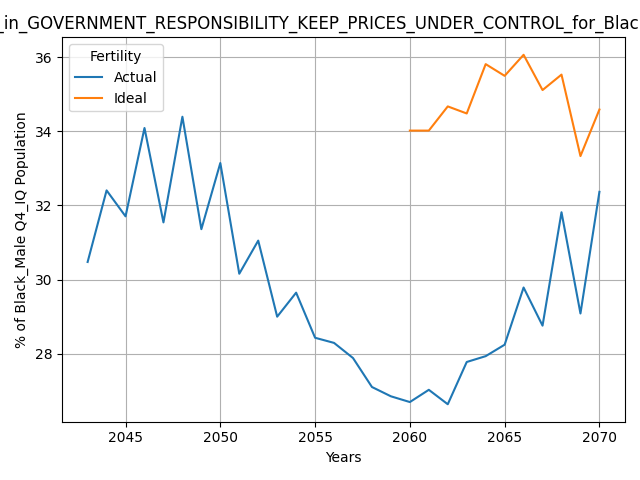 _in_GOVERNMENT_RESPONSIBILITY_KEEP_PRICES_UNDER_CONTROL_for_Blac
Fertility
Actual
Ideal
% of Black_Male Q4_IQ Population
36
34
32
30
28
2045
2050
2055
2060
2065
2070
Years